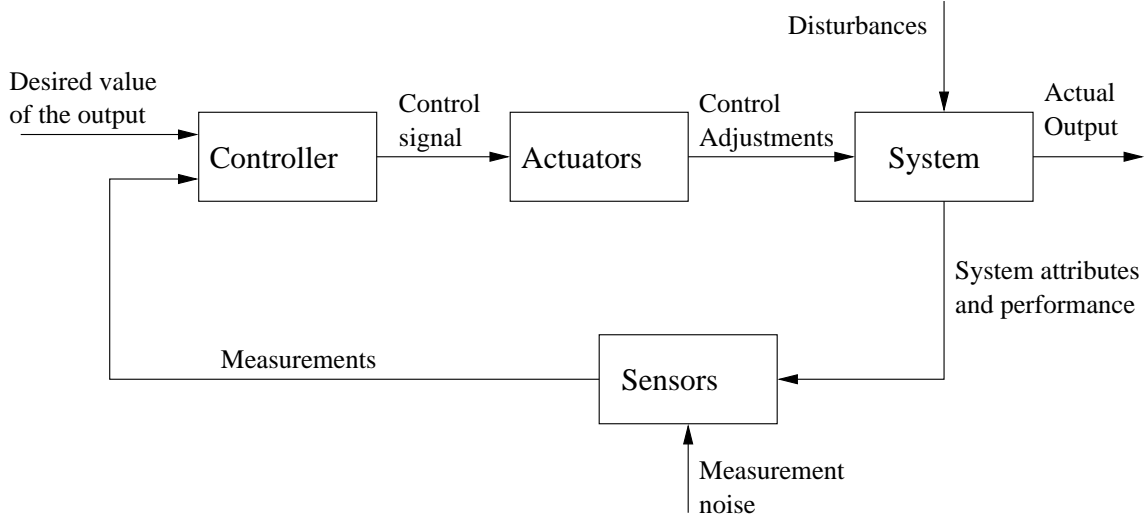 Disturbances
Desired value
of the output
Control
signal
Control
Adjustments
Actual
Output
Controller
Actuators
System
System attributes
and performance
Measurements
Sensors
Measurement
noise